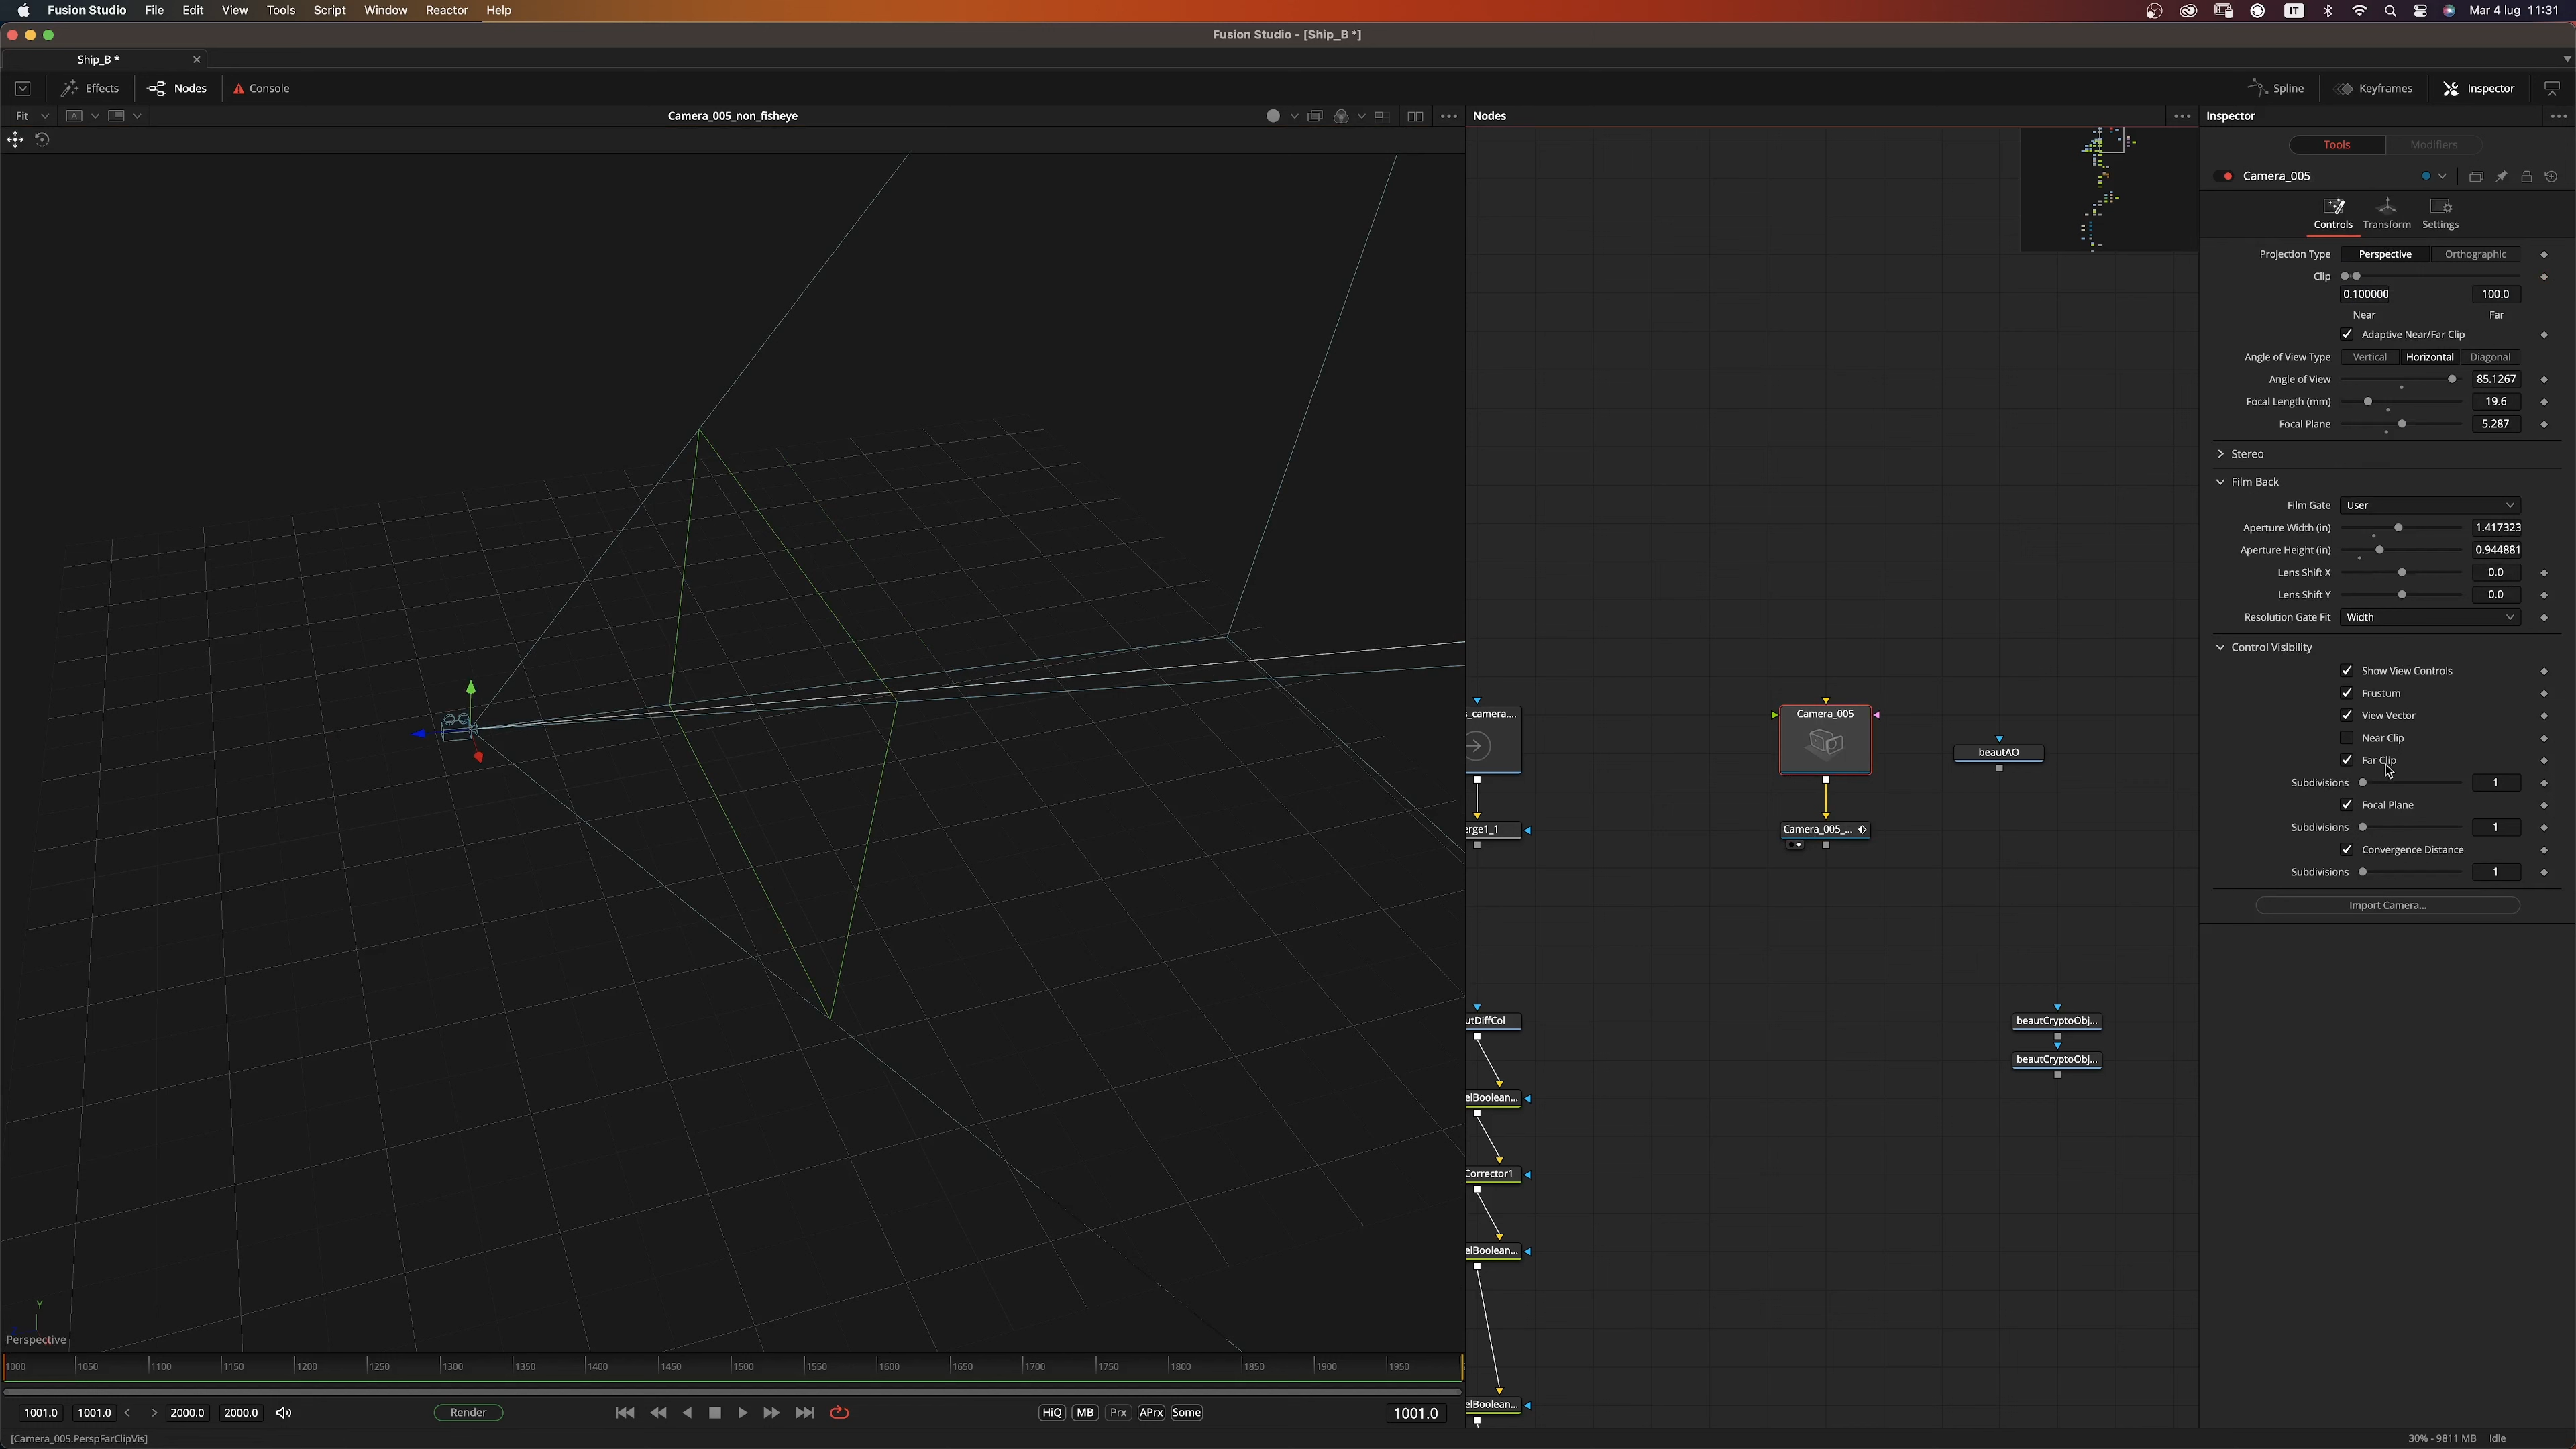 Fusion Studio File Edit View Tools Script Window Reactor Help
IT Mar 4 lug 11:31
Fusion Studio - [Ship_B *]
Ship_B *
Effects Nodes Console
Spline Keyframes Inspector
Fit A Camera_005_non_fisheye
Nodes
Inspector
Tools Modifiers
Camera_005
Controls Transform Settings
Projection Type Perspective Orthographic
Clip
0.100000 100.0
Near Far
Adaptive Near/Far Clip
Angle of View Type Vertical Horizontal Diagonal
Angle of View 85.1267
Focal Length (mm) 19.6
Focal Plane 5.287
Stereo
Film Back
Film Gate User
Aperture Width (in) 1.417323
Aperture Height (in) 0.944881
Lens Shift X 0.0
Lens Shift Y 0.0
Resolution Gate Fit Width
Control Visibility
Show View Controls
Frustum
View Vector
Near Clip
Far Clip
Subdivisions 1
Focal Plane
Subdivisions 1
Convergence Distance
Subdivisions 1
Import Camera...
s_camera....
Camera_005
beautAO
erge1_1
Camera_005_...
utDiffCol
beautCryptoObj...
beautCryptoObj...
elBoolean...
Corrector1
elBoolean...
elBoolean...
Y
Perspective
1000 1050 1100 1150 1200 1250 1300 1350 1400 1450 1500 1550 1600 1650 1700 1750 1800 1850 1900 1950
1001.0 1001.0 < > 2000.0 2000.0 Render HiQ MB Prx APrx Some 1001.0
[Camera_005.PerspFarClipVis]
30% - 9811 MB Idle